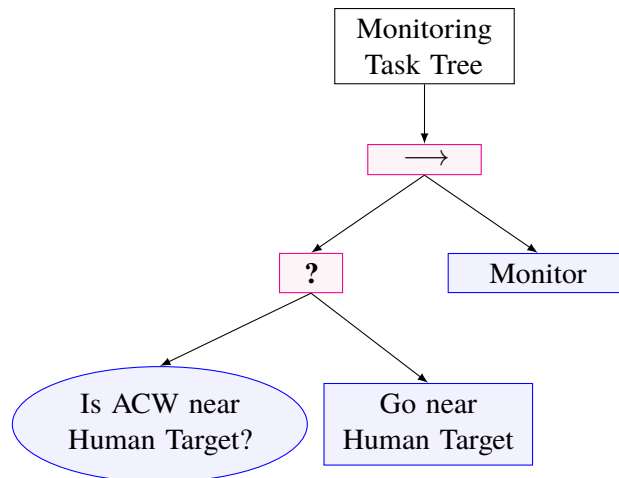 Monitoring
Task Tree
⟶
?
Monitor
Is ACW near
Human Target?
Go near
Human Target